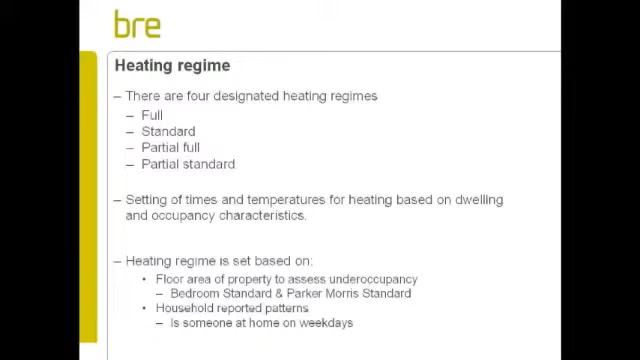 bre
Heating regime
– There are four designated heating regimes
– Full
– Standard
– Partial full
– Partial standard
– Setting of times and temperatures for heating based on dwelling
and occupancy characteristics.
– Heating regime is set based on:
• Floor area of property to assess underoccupancy
– Bedroom Standard & Parker Morris Standard
• Household reported patterns
– Is someone at home on weekdays